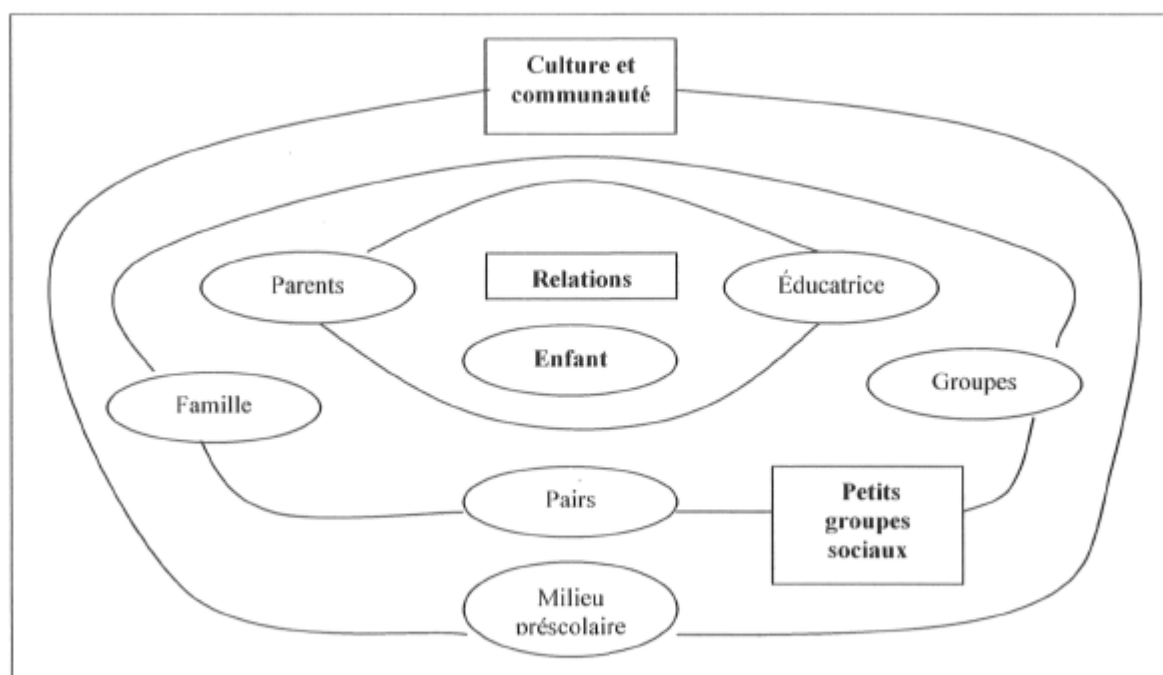 Culture et
communauté
Parents
Relations
Éducatrice
Enfant
Famille
Groupes
Pairs
Petits
groupes
sociaux
Milieu
préscolaire